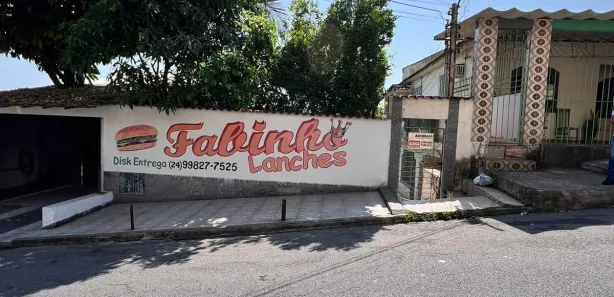 Fabinho
Lanches
DISK Entrega (24)99827-7525